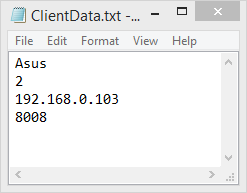 ClientData.txt -...
File Edit Format View Help
Asus
2
192.168.0.103
8008